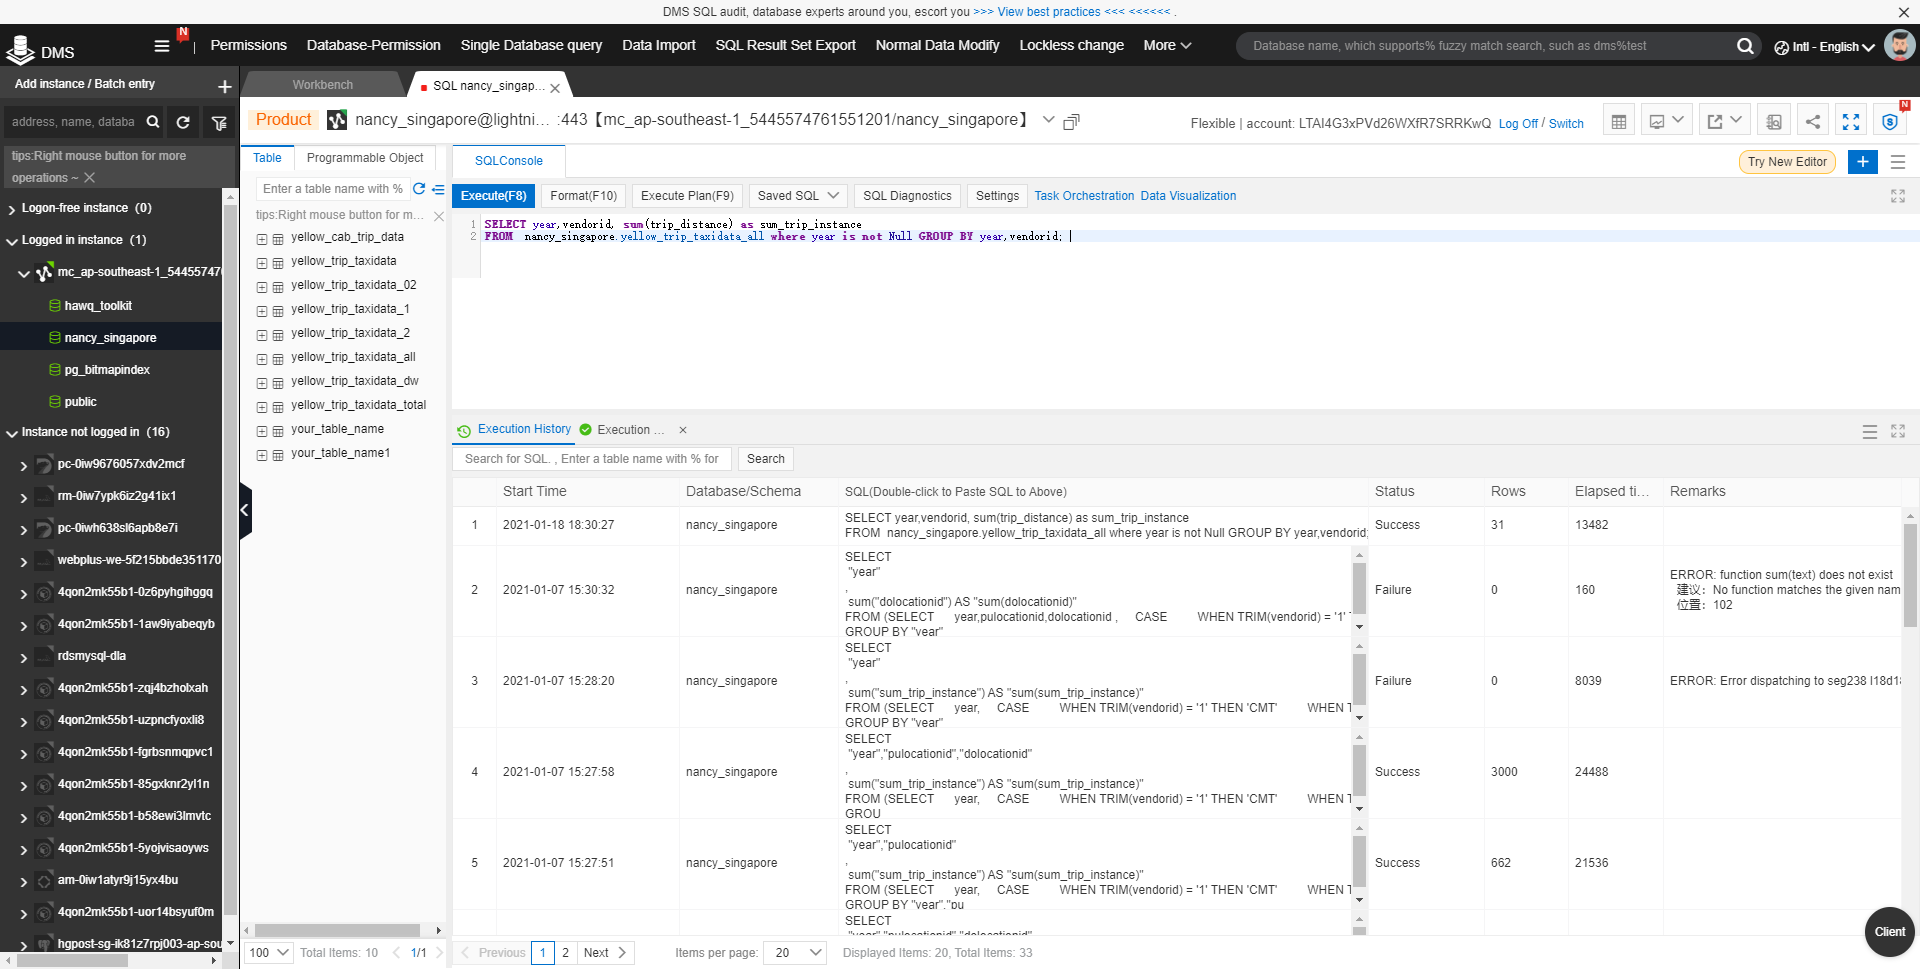 DMS SQL audit, database experts around you, escort you >>> View best practices <<< <<<<<< .
DMS
N
Permissions
Database-Permission
Single Database query
Data Import
SQL Result Set Export
Normal Data Modify
Lockless change
More
Database name, which supports% fuzzy match search, such as dms%test
Intl - English
Add instance / Batch entry
Workbench
SQL nancy_singap...
address, name, databa
Product
nancy_singapore@lightni... :443【mc_ap-southeast-1_5445574761551201/nancy_singapore】
Flexible | account: LTAI4G3xPVd26WXfR7SRRKwQ Log Off / Switch
N
tips:Right mouse button for more
operations ~
Logon-free instance (0)
Logged in instance (1)
mc_ap-southeast-1_54455747
hawq_toolkit
nancy_singapore
pg_bitmapindex
public
Instance not logged in (16)
pc-0iw9676057xdv2mcf
rm-0iw7ypk6iz2g41ix1
pc-0iwh638sl6apb8e7i
webplus-we-5f215bbde351170
4qon2mk55b1-0z6pyhgihggq
4qon2mk55b1-1aw9iyabeqyb
rdsmysql-dla
4qon2mk55b1-zqj4bzholxah
4qon2mk55b1-uzpncfyoxli8
4qon2mk55b1-fgrbsnmqpvc1
4qon2mk55b1-85gxknr2yl1n
4qon2mk55b1-b58ewi3lmvtc
4qon2mk55b1-5yojvisaoyws
am-0iw1atyr9j15yx4bu
4qon2mk55b1-uor14bsyuf0m
hgpost-sg-ik81z7rpj003-ap-sou
Table
Programmable Object
Enter a table name with %
tips:Right mouse button for m...
yellow_cab_trip_data
yellow_trip_taxidata
yellow_trip_taxidata_02
yellow_trip_taxidata_1
yellow_trip_taxidata_2
yellow_trip_taxidata_all
yellow_trip_taxidata_dw
yellow_trip_taxidata_total
your_table_name
your_table_name1
100
Total Items: 10
1/1
SQLConsole
Try New Editor
Execute(F8)
Format(F10)
Execute Plan(F9)
Saved SQL
SQL Diagnostics
Settings
Task Orchestration
Data Visualization
1 SELECT year,vendorid, sum(trip_distance) as sum_trip_instance
2 FROM nancy_singapore.yellow_trip_taxidata_all where year is not Null GROUP BY year,vendorid;
Execution History
Execution ...
Search for SQL. , Enter a table name with % for
Search
Start Time
Database/Schema
SQL(Double-click to Paste SQL to Above)
Status
Rows
Elapsed ti...
Remarks
1
2021-01-18 18:30:27
nancy_singapore
SELECT year,vendorid, sum(trip_distance) as sum_trip_instance
FROM nancy_singapore.yellow_trip_taxidata_all where year is not Null GROUP BY year,vendorid;
Success
31
13482
2
2021-01-07 15:30:32
nancy_singapore
SELECT
"year"
,
sum("dolocationid") AS "sum(dolocationid)"
FROM (SELECT year,pulocationid,dolocationid , CASE WHEN TRIM(vendorid) = '1'
GROUP BY "year"
Failure
0
160
ERROR: function sum(text) does not exist
建议：No function matches the given nam
位置：102
3
2021-01-07 15:28:20
nancy_singapore
SELECT
"year"
,
sum("sum_trip_instance") AS "sum(sum_trip_instance)"
FROM (SELECT year, CASE WHEN TRIM(vendorid) = '1' THEN 'CMT' WHEN T
GROUP BY "year"
Failure
0
8039
ERROR: Error dispatching to seg238 l18d18
4
2021-01-07 15:27:58
nancy_singapore
SELECT
"year","pulocationid","dolocationid"
,
sum("sum_trip_instance") AS "sum(sum_trip_instance)"
FROM (SELECT year, CASE WHEN TRIM(vendorid) = '1' THEN 'CMT' WHEN T
GROU
Success
3000
24488
5
2021-01-07 15:27:51
nancy_singapore
SELECT
"year","pulocationid"
,
sum("sum_trip_instance") AS "sum(sum_trip_instance)"
FROM (SELECT year, CASE WHEN TRIM(vendorid) = '1' THEN 'CMT' WHEN T
GROUP BY "year","pu
Success
662
21536
SELECT
"year","pulocationid","dolocationid"
Previous
1
2
Next
Items per page:
20
Displayed Items: 20, Total Items: 33
Client